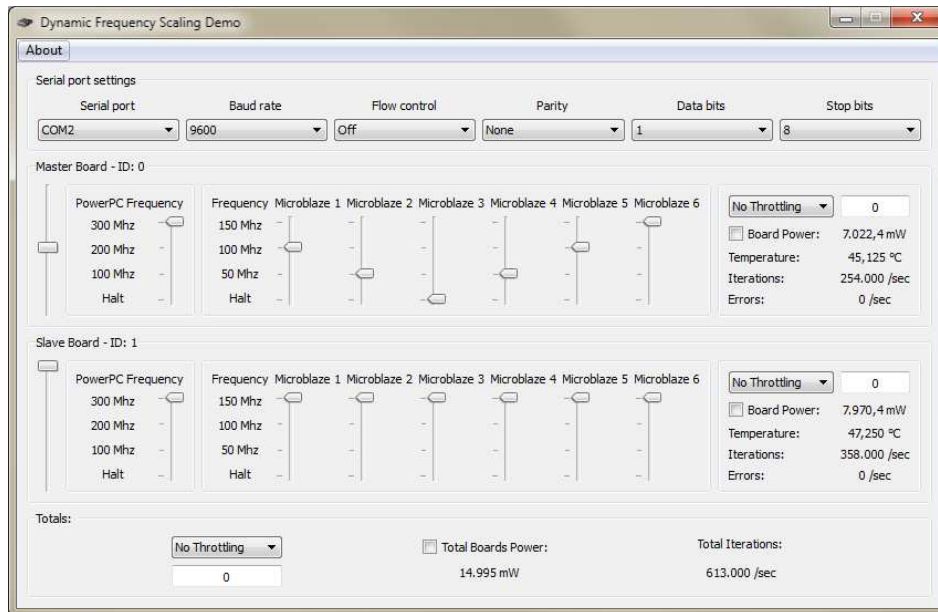 Dynamic Frequency Scaling Demo
About
Serial port settings
Serial port Baud rate Flow control Parity Data bits Stop bits
COM2 9600 Off None 1 8
Master Board - ID: 0
PowerPC Frequency
300 Mhz
200 Mhz
100 Mhz
Halt
Frequency Microblaze 1 Microblaze 2 Microblaze 3 Microblaze 4 Microblaze 5 Microblaze 6
150 Mhz
100 Mhz
50 Mhz
Halt
No Throttling 0
Board Power: 7.022,4 mW
Temperature: 45,125 ºC
Iterations: 254.000 /sec
Errors: 0 /sec
Slave Board - ID: 1
PowerPC Frequency
300 Mhz
200 Mhz
100 Mhz
Halt
Frequency Microblaze 1 Microblaze 2 Microblaze 3 Microblaze 4 Microblaze 5 Microblaze 6
150 Mhz
100 Mhz
50 Mhz
Halt
No Throttling 0
Board Power: 7.970,4 mW
Temperature: 47,250 ºC
Iterations: 358.000 /sec
Errors: 0 /sec
Totals:
No Throttling
0
Total Boards Power:
14.995 mW
Total Iterations:
613.000 /sec